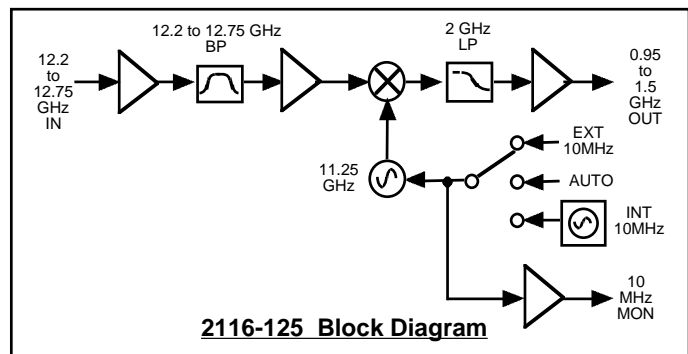 12.2
to
12.75
GHz
IN
12.2 to 12.75 GHz
BP
2 GHz
LP
0.95
to
1.5
GHz
OUT
11.25
GHz
EXT
10MHz
AUTO
INT
10MHz
10
MHz
MON
2116-125 Block Diagram